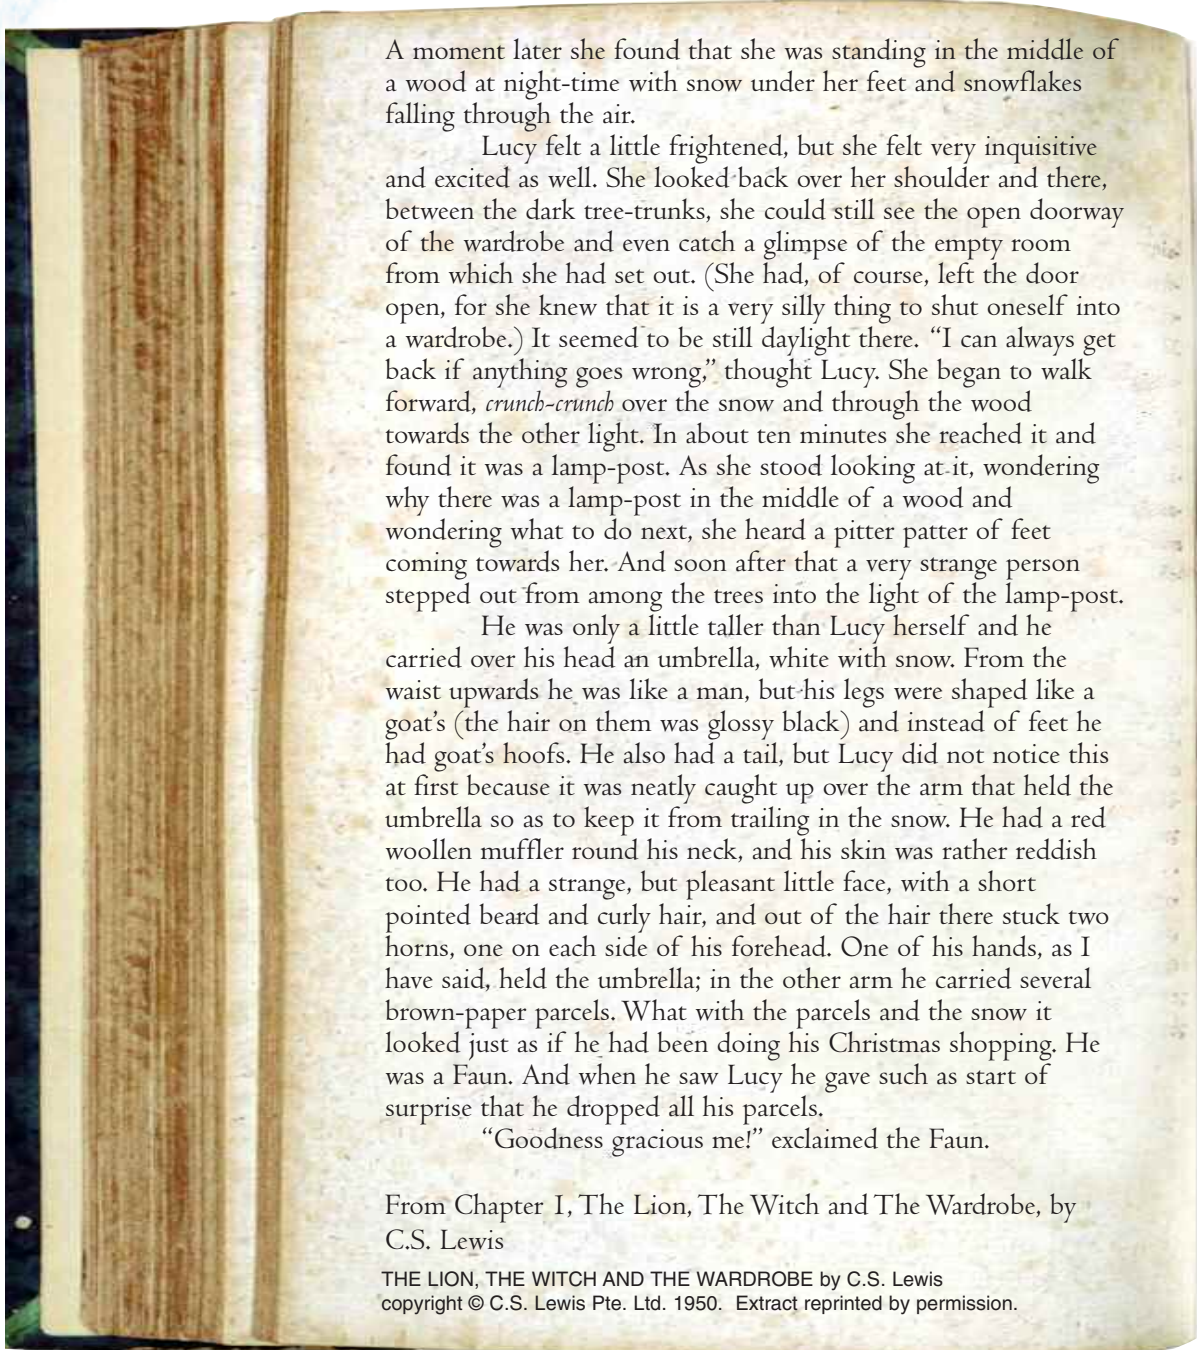 A moment later she found that she was standing in the middle of
a wood at night-time with snow under her feet and snowflakes
falling through the air.
Lucy felt a little frightened, but she felt very inquisitive
and excited as well. She looked back over her shoulder and there,
between the dark tree-trunks, she could still see the open doorway
of the wardrobe and even catch a glimpse of the empty room
from which she had set out. (She had, of course, left the door
open, for she knew that it is a very silly thing to shut oneself into
a wardrobe.) It seemed to be still daylight there. “I can always get
back if anything goes wrong,” thought Lucy. She began to walk
forward, crunch-crunch over the snow and through the wood
towards the other light. In about ten minutes she reached it and
found it was a lamp-post. As she stood looking at it, wondering
why there was a lamp-post in the middle of a wood and
wondering what to do next, she heard a pitter patter of feet
coming towards her. And soon after that a very strange person
stepped out from among the trees into the light of the lamp-post.
He was only a little taller than Lucy herself and he
carried over his head an umbrella, white with snow. From the
waist upwards he was like a man, but his legs were shaped like a
goat’s (the hair on them was glossy black) and instead of feet he
had goat’s hoofs. He also had a tail, but Lucy did not notice this
at first because it was neatly caught up over the arm that held the
umbrella so as to keep it from trailing in the snow. He had a red
woollen muffler round his neck, and his skin was rather reddish
too. He had a strange, but pleasant little face, with a short
pointed beard and curly hair, and out of the hair there stuck two
horns, one on each side of his forehead. One of his hands, as I
have said, held the umbrella; in the other arm he carried several
brown-paper parcels. What with the parcels and the snow it
looked just as if he had been doing his Christmas shopping. He
was a Faun. And when he saw Lucy he gave such as start of
surprise that he dropped all his parcels.
“Goodness gracious me!” exclaimed the Faun.
From Chapter 1, The Lion, The Witch and The Wardrobe, by
C.S. Lewis
THE LION, THE WITCH AND THE WARDROBE by C.S. Lewis
copyright © C.S. Lewis Pte. Ltd. 1950. Extract reprinted by permission.